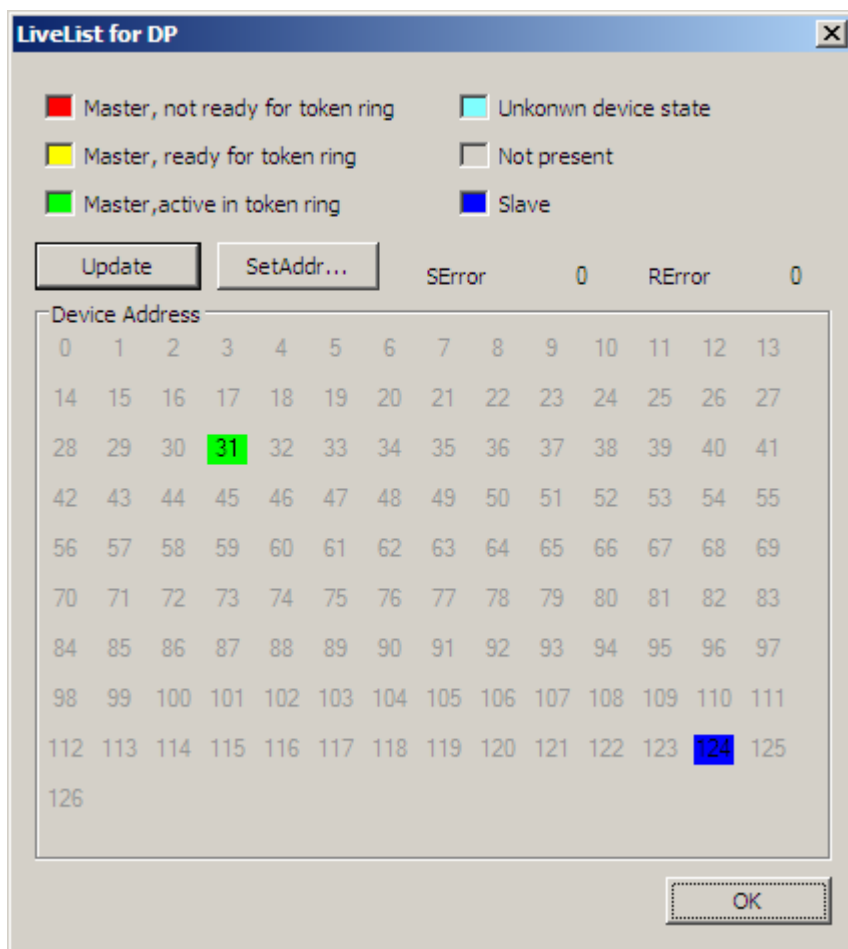 LiveList for DP
Master, not ready for token ring
Unkonwn device state
Master, ready for token ring
Not present
Master,active in token ring
Slave
Update SetAddr... SError 0 RError 0
Device Address
0 1 2 3 4 5 6 7 8 9 10 11 12 13
14 15 16 17 18 19 20 21 22 23 24 25 26 27
28 29 30 31 32 33 34 35 36 37 38 39 40 41
42 43 44 45 46 47 48 49 50 51 52 53 54 55
56 57 58 59 60 61 62 63 64 65 66 67 68 69
70 71 72 73 74 75 76 77 78 79 80 81 82 83
84 85 86 87 88 89 90 91 92 93 94 95 96 97
98 99 100 101 102 103 104 105 106 107 108 109 110 111
112 113 114 115 116 117 118 119 120 121 122 123 124 125
126
OK